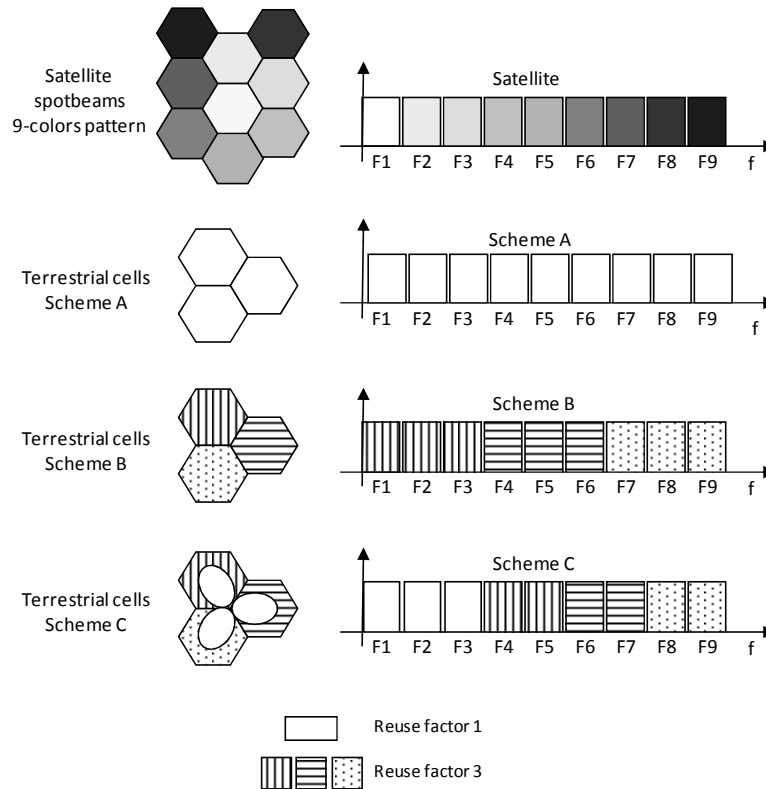 Satellite
spotbeams
9-colors pattern
Satellite
F1 F2 F3 F4 F5 F6 F7 F8 F9 f
Terrestrial cells
Scheme A
Scheme A
F1 F2 F3 F4 F5 F6 F7 F8 F9 f
Terrestrial cells
Scheme B
Scheme B
F1 F2 F3 F4 F5 F6 F7 F8 F9 f
Terrestrial cells
Scheme C
Scheme C
F1 F2 F3 F4 F5 F6 F7 F8 F9 f
Reuse factor 1
Reuse factor 3